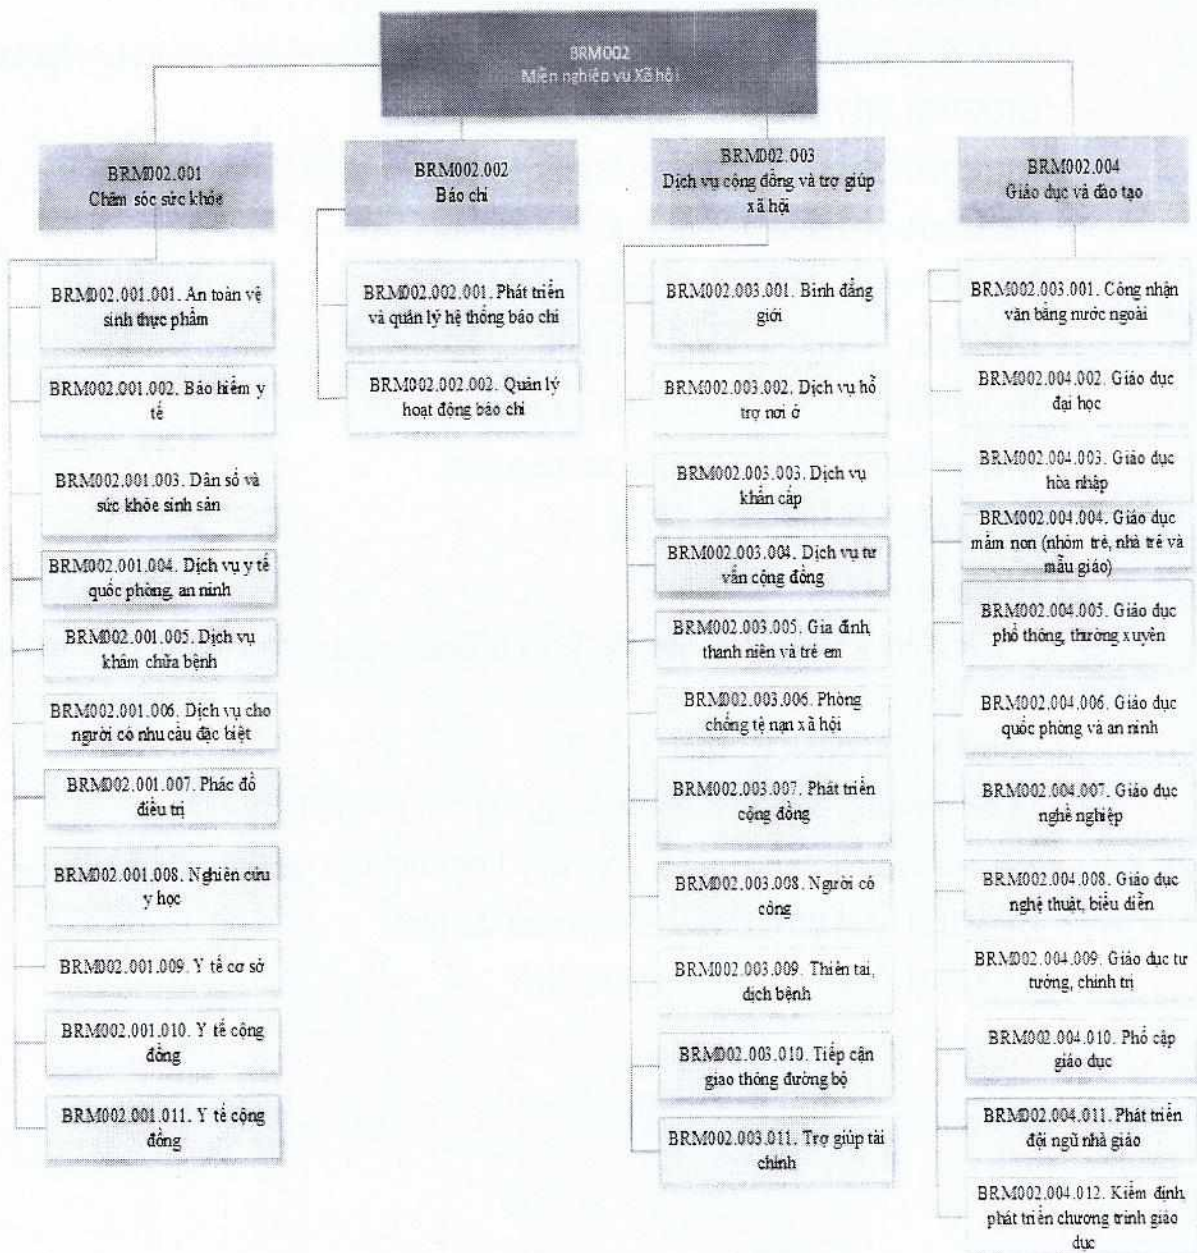 BRM002
Miền nghiệp vụ Xã hội
BRM002.001
Chăm sóc sức khỏe
BRM002.001.001. An toàn vệ
sinh thực phẩm
BRM002.001.002. Bảo hiểm y
tế
BRM002.001.003. Dân số và
sức khỏe sinh sản
BRM002.001.004. Dịch vụ y tế
quốc phòng, an ninh
BRM002.001.005. Dịch vụ
khám chữa bệnh
BRM002.001.006. Dịch vụ cho
người có nhu cầu đặc biệt
BRM002.001.007. Phác đồ
điều trị
BRM002.001.008. Nghiên cứu
y học
BRM002.001.009. Y tế cơ sở
BRM002.001.010. Y tế cộng
đồng
BRM002.001.011. Y tế cộng
đồng
BRM002.002
Báo chí
BRM002.002.001. Phát triển
và quản lý hệ thống báo chí
BRM002.002.002. Quản lý
hoạt động báo chí
BRM002.003
Dịch vụ cộng đồng và trợ giúp
xã hội
BRM002.003.001. Bình đẳng
giới
BRM002.003.002. Dịch vụ hỗ
trợ nơi ở
BRM002.003.003. Dịch vụ
khẩn cấp
BRM002.003.004. Dịch vụ tư
vấn cộng đồng
BRM002.003.005. Gia đình,
thanh niên và trẻ em
BRM002.003.006. Phòng
chống tệ nạn xã hội
BRM002.003.007. Phát triển
cộng đồng
BRM002.003.008. Người có
công
BRM002.003.009. Thiên tai,
dịch bệnh
BRM002.003.010. Tiếp cận
giao thông đường bộ
BRM002.003.011. Trợ giúp tài
chính
BRM002.004
Giáo dục và đào tạo
BRM002.003.001. Công nhận
văn bằng nước ngoài
BRM002.004.002. Giáo dục
đại học
BRM002.004.003. Giáo dục
hòa nhập
BRM002.004.004. Giáo dục
mầm non (nhóm trẻ, nhà trẻ và
mẫu giáo)
BRM002.004.005. Giáo dục
phổ thông, thường xuyên
BRM002.004.006. Giáo dục
quốc phòng và an ninh
BRM002.004.007. Giáo dục
nghề nghiệp
BRM002.004.008. Giáo dục
nghệ thuật, biểu diễn
BRM002.004.009. Giáo dục tư
tưởng, chính trị
BRM002.004.010. Phổ cập
giáo dục
BRM002.004.011. Phát triển
đội ngũ nhà giáo
BRM002.004.012. Kiểm định,
phát triển chương trình giáo
dục